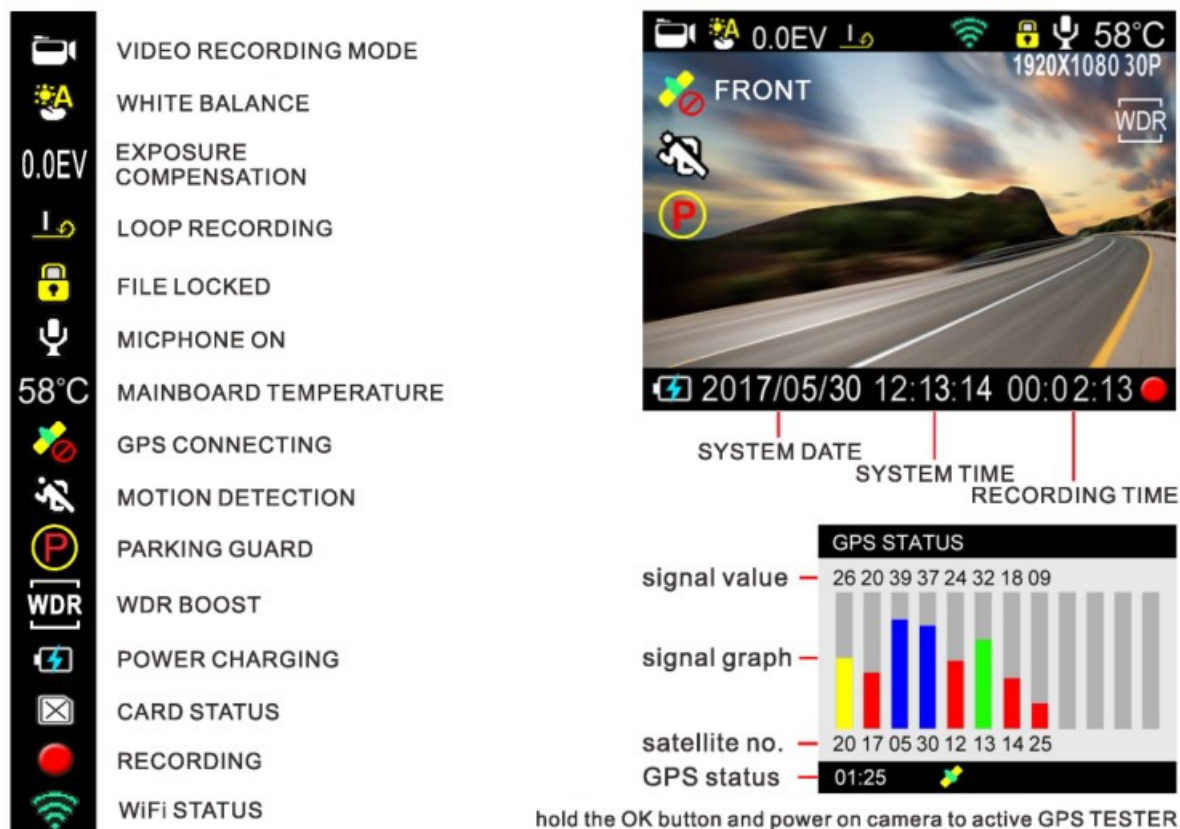 VIDEO RECORDING MODE
A WHITE BALANCE
0.0EV EXPOSURE
COMPENSATION
LOOP RECORDING
FILE LOCKED
MICPHONE ON
58°C MAINBOARD TEMPERATURE
GPS CONNECTING
MOTION DETECTION
P PARKING GUARD
WDR WDR BOOST
POWER CHARGING
CARD STATUS
RECORDING
WiFi STATUS
A 0.0EV 58°C
1920X1080 30P
FRONT
WDR
P
2017/05/30 12:13:14 00:02:13
SYSTEM DATE
SYSTEM TIME
RECORDING TIME
GPS STATUS
signal value 26 20 39 37 24 32 18 09
signal graph
satellite no. 20 17 05 30 12 13 14 25
GPS status 01:25
hold the OK button and power on camera to active GPS TESTER